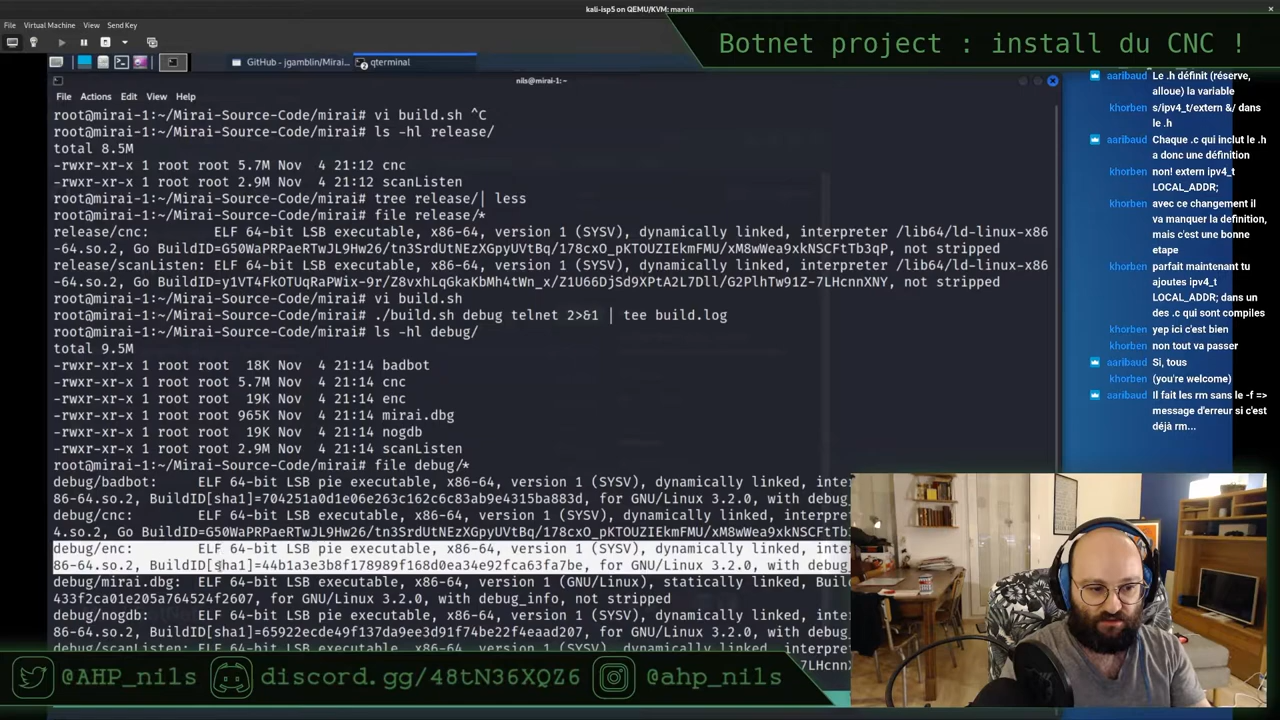 kali-isp5 on QEMU/KVM: marvin
File Virtual Machine View Send Key
Botnet project : install du CNC !
GitHub - jgamblin/Mirai...
qterminal
nils@mirai-1: ~
File Actions Edit View Help
root@mirai-1:~/Mirai-Source-Code/mirai# vi build.sh ^C
root@mirai-1:~/Mirai-Source-Code/mirai# ls -hl release/
total 8.5M
-rwxr-xr-x 1 root root 5.7M Nov  4 21:12 cnc
-rwxr-xr-x 1 root root 2.9M Nov  4 21:12 scanListen
root@mirai-1:~/Mirai-Source-Code/mirai# tree release/| less
root@mirai-1:~/Mirai-Source-Code/mirai# file release/*
release/cnc:        ELF 64-bit LSB executable, x86-64, version 1 (SYSV), dynamically linked, interpreter /lib64/ld-linux-x86
-64.so.2, Go BuildID=G50WaPRPaeRTwJL9Hw26/tn3SrdUtNEzXGpyUVtBq/178cxO_pKTOUZIEkmFMU/xM8wWea9xkNSCFtTb3qP, not stripped
release/scanListen: ELF 64-bit LSB executable, x86-64, version 1 (SYSV), dynamically linked, interpreter /lib64/ld-linux-x86
-64.so.2, Go BuildID=y1VT4FkOTUqRaPWix-9r/Z8vxhLqGkaKbMh4tWn_x/Z1U66DjSd9XPtA2L7Dll/G2PlhTw91Z-7LHcnnXNY, not stripped
root@mirai-1:~/Mirai-Source-Code/mirai# vi build.sh
root@mirai-1:~/Mirai-Source-Code/mirai# ./build.sh debug telnet 2>&1 | tee build.log
root@mirai-1:~/Mirai-Source-Code/mirai# ls -hl debug/
total 9.5M
-rwxr-xr-x 1 root root  18K Nov  4 21:14 badbot
-rwxr-xr-x 1 root root 5.7M Nov  4 21:14 cnc
-rwxr-xr-x 1 root root  19K Nov  4 21:14 enc
-rwxr-xr-x 1 root root 965K Nov  4 21:14 mirai.dbg
-rwxr-xr-x 1 root root  19K Nov  4 21:14 nogdb
-rwxr-xr-x 1 root root 2.9M Nov  4 21:14 scanListen
root@mirai-1:~/Mirai-Source-Code/mirai# file debug/*
debug/badbot:     ELF 64-bit LSB pie executable, x86-64, version 1 (SYSV), dynamically linked, inte
86-64.so.2, BuildID[sha1]=704251a0d1e06e263c162c6c83ab9e4315ba883d, for GNU/Linux 3.2.0, with debug
debug/cnc:        ELF 64-bit LSB executable, x86-64, version 1 (SYSV), dynamically linked, interpre
4.so.2, Go BuildID=G50WaPRPaeRTwJL9Hw26/tn3SrdUtNEzXGpyUVtBq/178cxO_pKTOUZIEkmFMU/xM8wWea9xkNSCFtTb
debug/enc:        ELF 64-bit LSB pie executable, x86-64, version 1 (SYSV), dynamically linked, inte
86-64.so.2, BuildID[sha1]=44b1a3e3b8f178989f168d0ea34e92fca63fa7be, for GNU/Linux 3.2.0, with debug
debug/mirai.dbg:  ELF 64-bit LSB executable, x86-64, version 1 (GNU/Linux), statically linked, Buil
433f2ca01e205a764524f2607, for GNU/Linux 3.2.0, with debug_info, not stripped
debug/nogdb:      ELF 64-bit LSB pie executable, x86-64, version 1 (SYSV), dynamically linked, inte
86-64.so.2, BuildID[sha1]=65922ecde49f137da9ee3d91f74be22f4eaad207, for GNU/Linux 3.2.0, with debug
aaribaud Le .h définit (réserve,
alloue) la variable
khorben s/ipv4_t/extern &/ dans
le .h
aaribaud Chaque .c qui inclut le .h
a donc une définition
khorben non! extern ipv4_t
LOCAL_ADDR;
khorben avec ce changement il
va manquer la definition,
mais c'est une bonne
etape
khorben parfait maintenant tu
ajoutes ipv4_t
LOCAL_ADDR; dans un
des .c qui sont compiles
khorben yep ici c'est bien
khorben non tout va passer
aaribaud Si, tous
khorben (you're welcome)
aaribaud Il fait les rm sans le -f =>
message d'erreur si c'est
déjà rm...
@AHP_nils
discord.gg/48tN36XQZ6
@ahp_nils